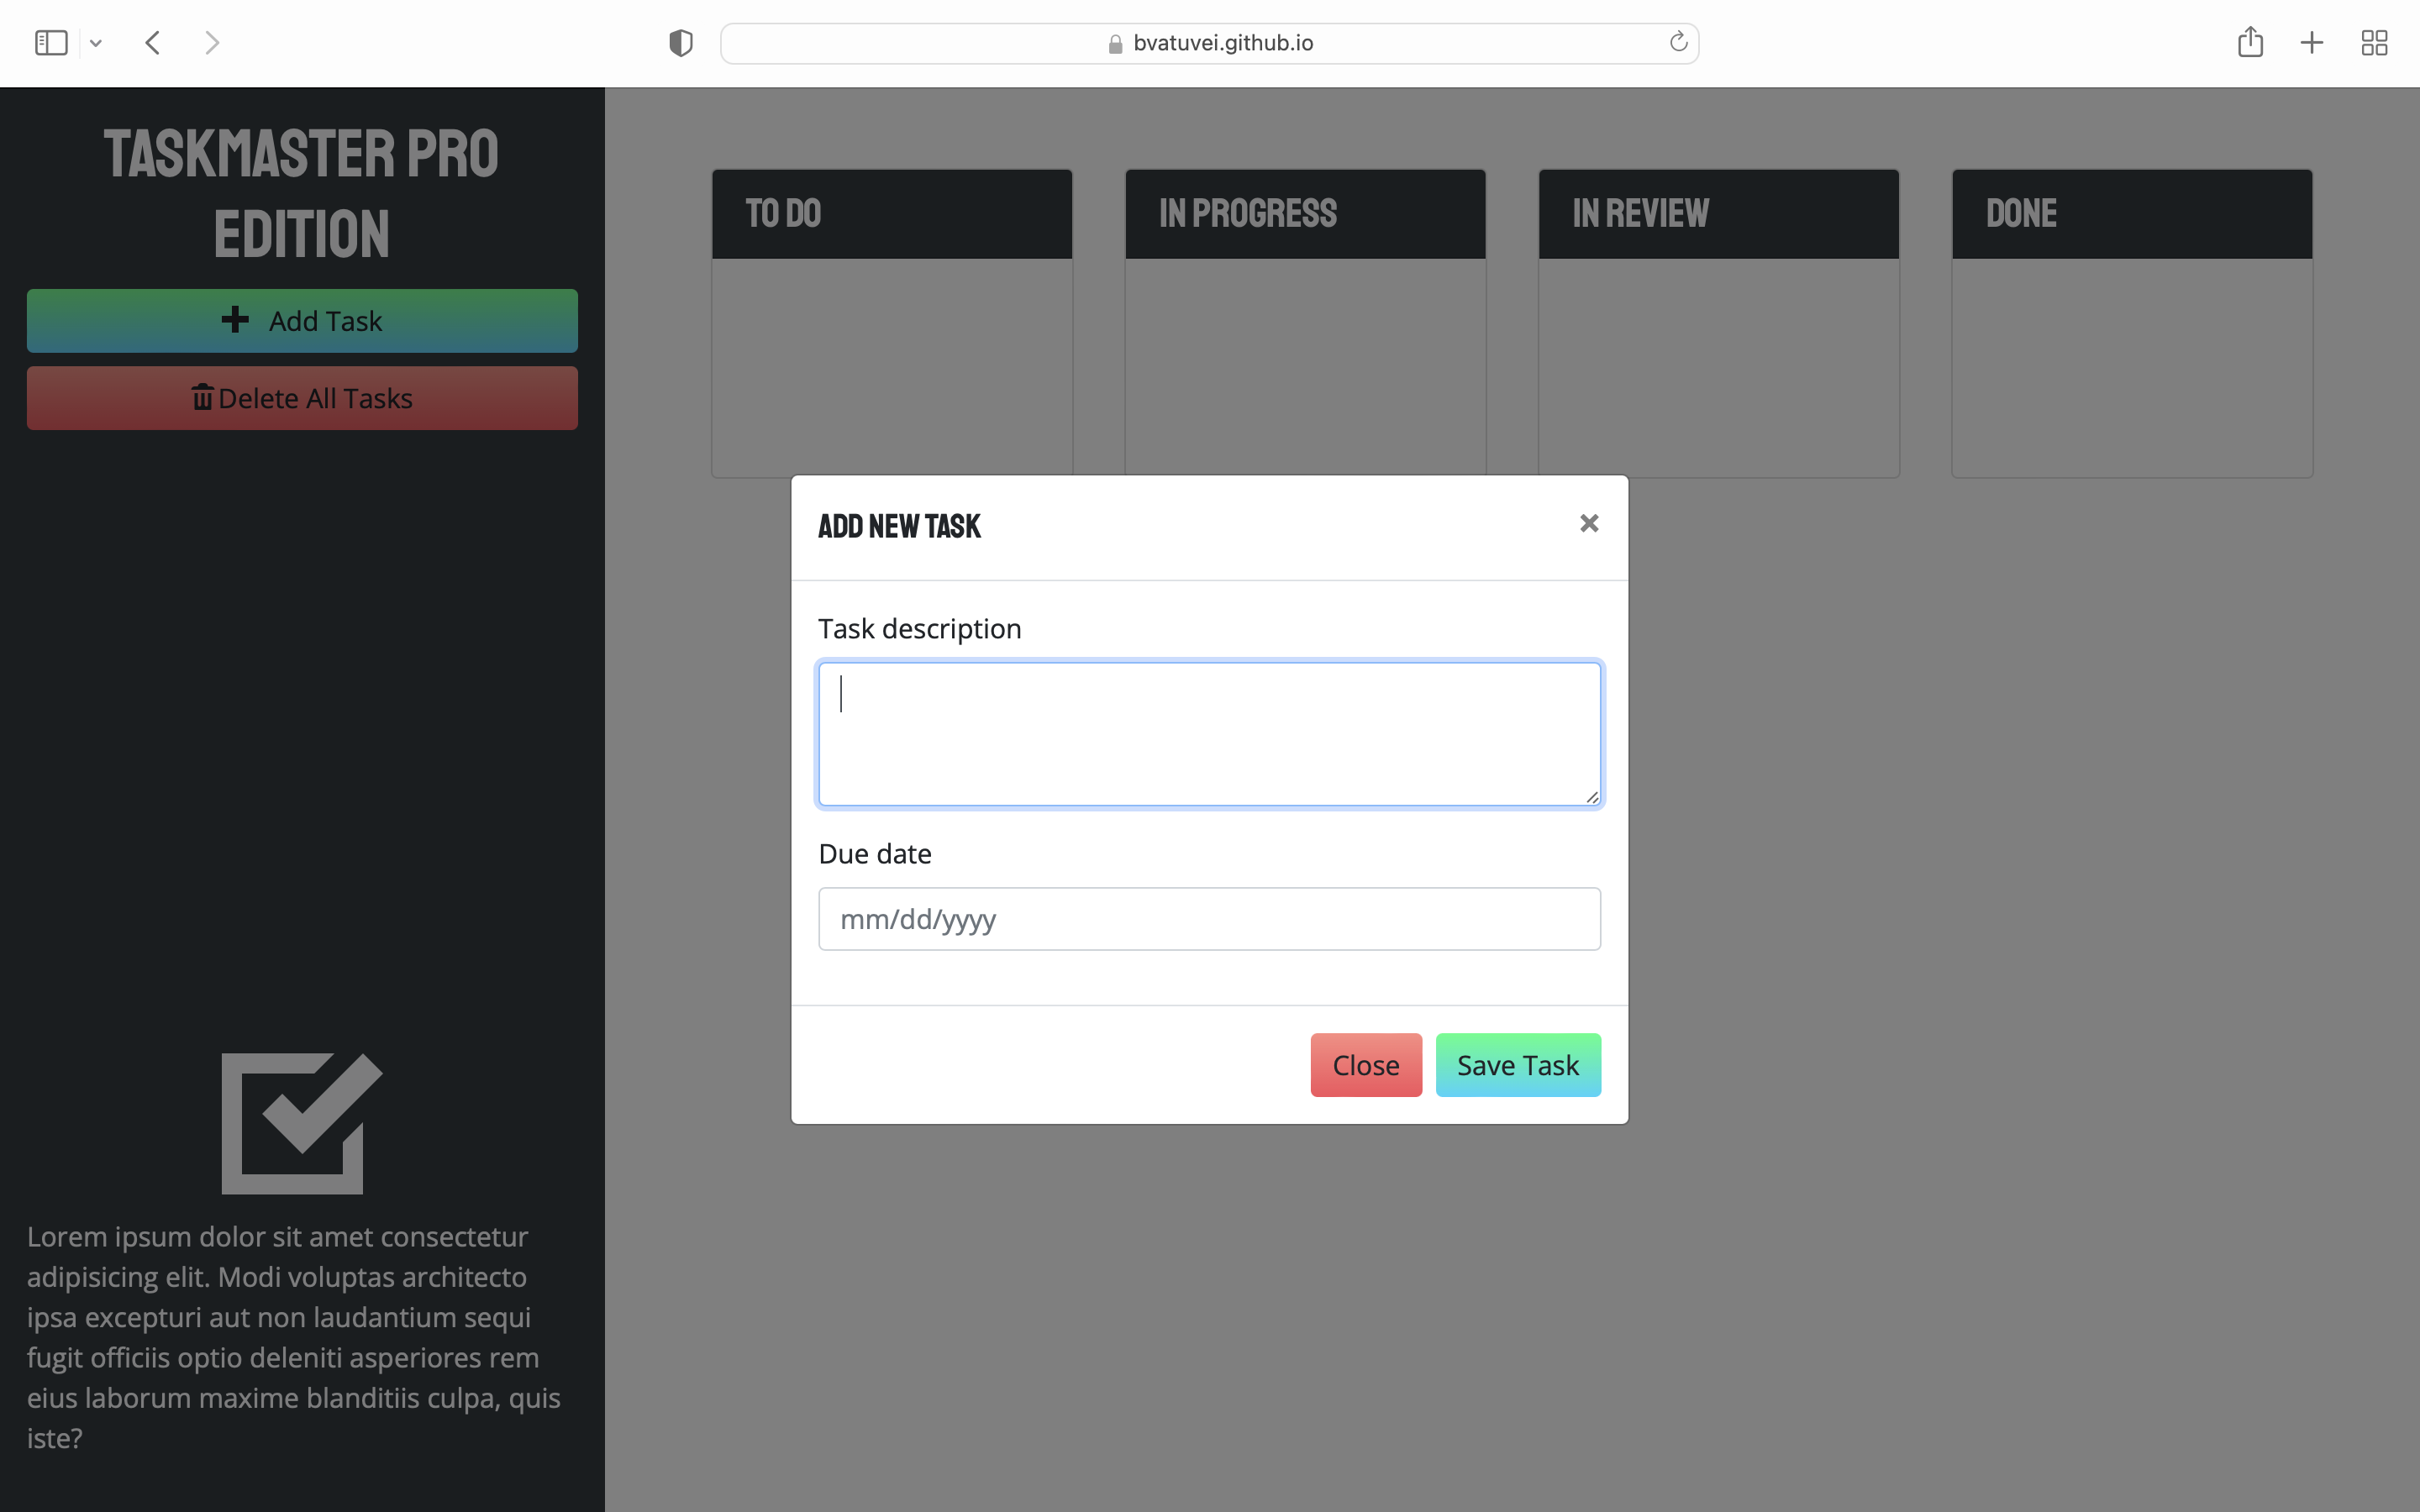 bvatuvei.github.io
TASKMASTER PRO
EDITION
Add Task
Delete All Tasks
Lorem ipsum dolor sit amet consectetur
adipisicing elit. Modi voluptas architecto
ipsa excepturi aut non laudantium sequi
fugit officiis optio deleniti asperiores rem
eius laborum maxime blanditiis culpa, quis
iste?
TO DO
IN PROGRESS
IN REVIEW
DONE
ADD NEW TASK
Task description
Due date
mm/dd/yyyy
Close
Save Task